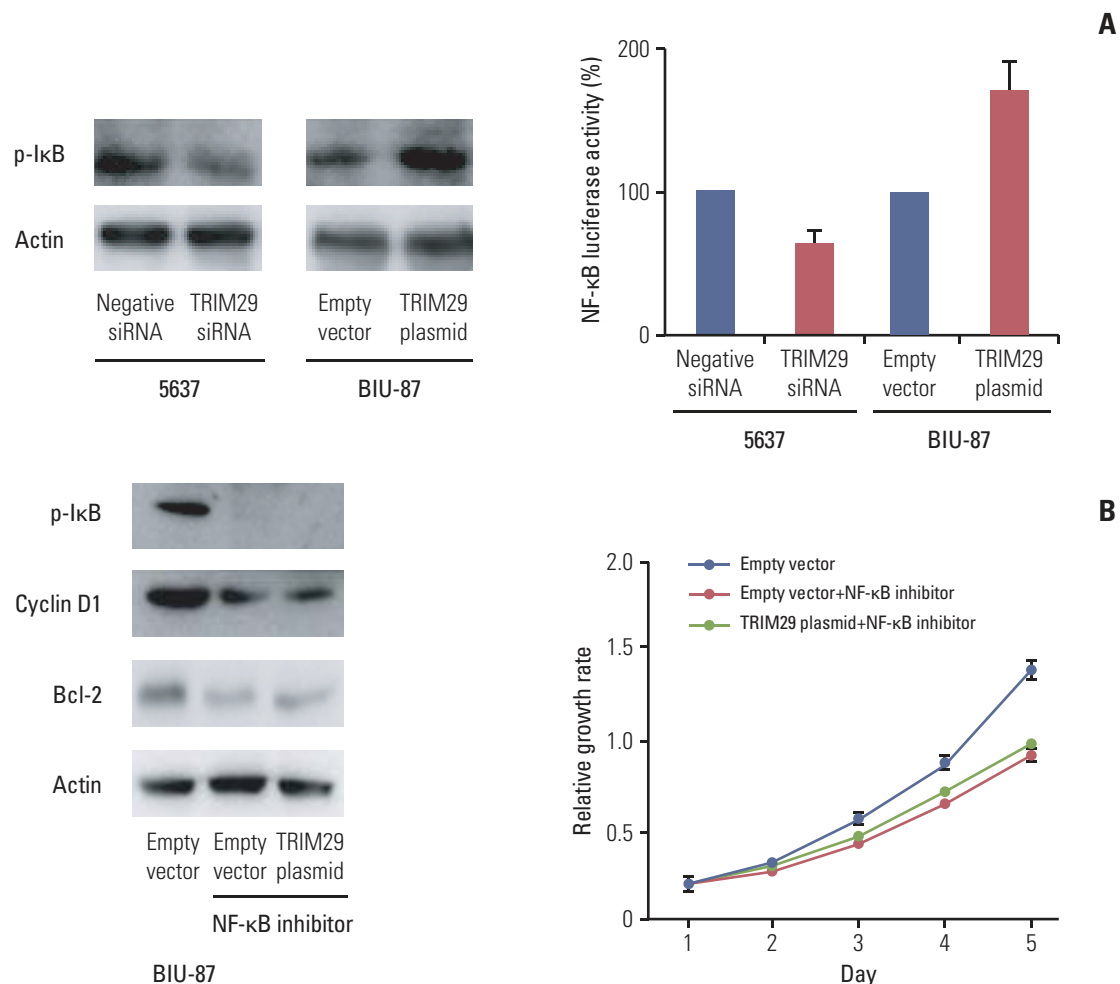 A
p-IκB
Actin
Negative siRNA
TRIM29 siRNA
Empty vector
TRIM29 plasmid
5637
BIU-87
NF-κB luciferase activity (%)
200
100
0
Negative siRNA
TRIM29 siRNA
Empty vector
TRIM29 plasmid
5637
BIU-87
B
p-IκB
Cyclin D1
Bcl-2
Actin
Empty vector
Empty vector
TRIM29 plasmid
NF-κB inhibitor
BIU-87
Relative growth rate
2.0
1.5
1.0
0.5
0
Empty vector
Empty vector+NF-κB inhibitor
TRIM29 plasmid+NF-κB inhibitor
1 2 3 4 5
Day